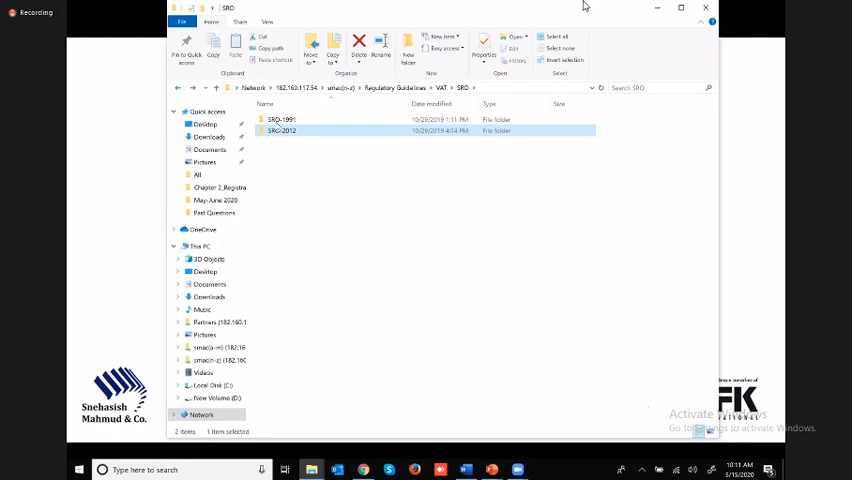 Recording
SRO
File Home Share View
Pin to Quick access
Copy
Paste
Cut
Copy path
Paste shortcut
Clipboard
Move to
Copy to
Delete
Rename
Organize
New folder
New item
Easy access
New
Properties
Open
Edit
History
Open
Select all
Select none
Invert selection
Select
Network > 182.160.117.54 > smac(n-z) > Regulatory Guidelines > VAT > SRO >
Search SRO
Name Date modified Type Size
SRO-1991 10/29/2019 1:11 PM File folder
SRO-2012 10/29/2019 4:04 PM File folder
Quick access
Desktop
Downloads
Documents
Pictures
All
Chapter 2_Registra
May-June 2020
Past Questions
OneDrive
This PC
3D Objects
Desktop
Documents
Downloads
Music
Partners (182.160.1
Pictures
smac(a-m) (182.16
smac(n-z) (182.160
Videos
Local Disk (C:)
New Volume (D:)
Network
2 items 1 item selected
Snehasish
Mahmud & Co.
member of
FK
Activate Windows
Go to Settings to activate Windows.
Type here to search
10:11 AM
5/15/2020